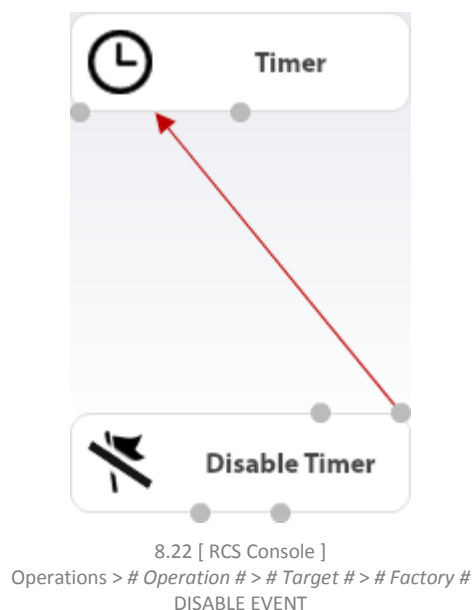 Timer
Disable Timer
8.22 [ RCS Console ]
Operations > # Operation # > # Target # > # Factory #
DISABLE EVENT